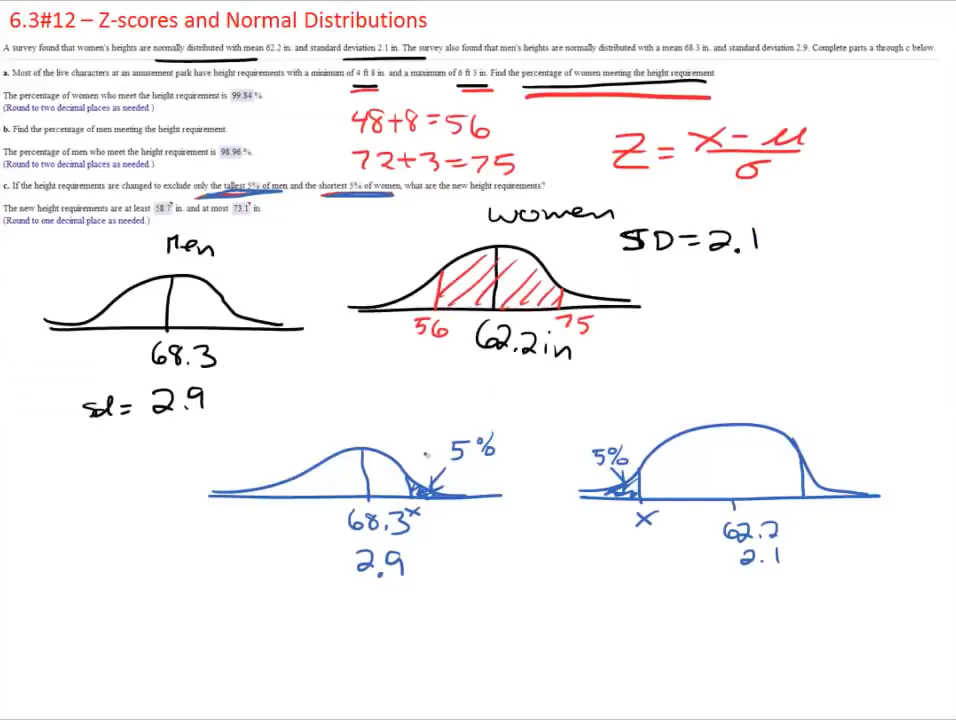 6.3#12 – Z-scores and Normal Distributions
A survey found that women's heights are normally distributed with mean 62.2 in. and standard deviation 2.1 in. The survey also found that men's heights are normally distributed with a mean 68.3 in. and standard deviation 2.9. Complete parts a through c below.
a. Most of the live characters at an amusement park have height requirements with a minimum of 4 ft 8 in. and a maximum of 6 ft 3 in. Find the percentage of women meeting the height requirement
The percentage of women who meet the height requirement is 99.84 %.
(Round to two decimal places as needed.)
48+8=56
b. Find the percentage of men meeting the height requirement.
Z = x - μ / σ
The percentage of men who meet the height requirement is 98.96 %.
(Round to two decimal places as needed.)
72+3=75
c. If the height requirements are changed to exclude only the tallest 5% of men and the shortest 5% of women, what are the new height requirements?
The new height requirements are at least 58.7 in. and at most 73.1 in.
(Round to one decimal place as needed.)
women
SD=2.1
Men
56
75
62.2in
68.3
sd= 2.9
5%
5%
68.3
x
2.9
x
62.2
2.1